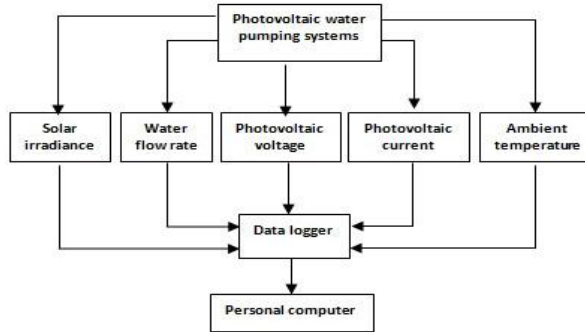 Photovoltaic water
pumping systems
Solar
irradiance
Water
flow rate
Photovoltaic
voltage
Photovoltaic
current
Ambient
temperature
Data logger
Personal computer